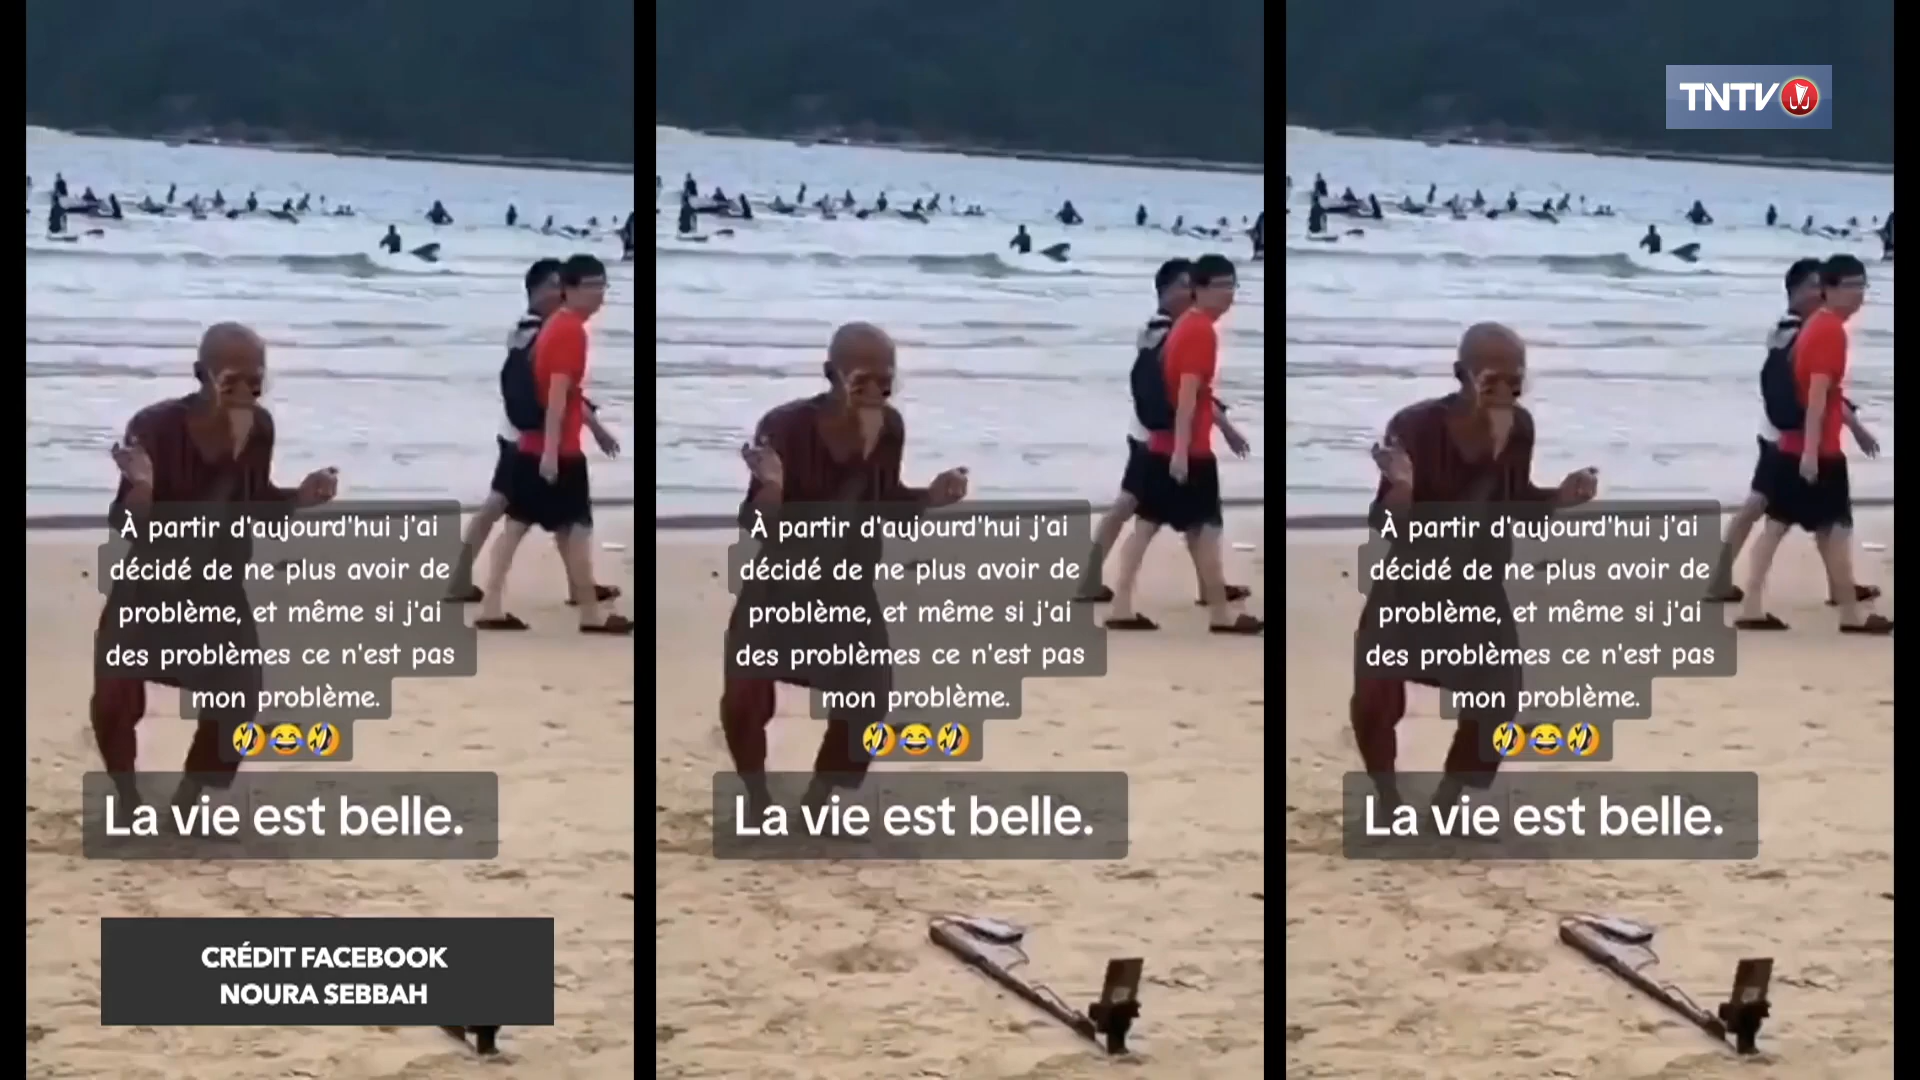 TNTV
À partir d'aujourd'hui j'ai
décidé de ne plus avoir de
problème, et même si j'ai
des problèmes ce n'est pas
mon problème.
🤣😂🤣
La vie est belle.
CRÉDIT FACEBOOK
NOURA SEBBAH
À partir d'aujourd'hui j'ai
décidé de ne plus avoir de
problème, et même si j'ai
des problèmes ce n'est pas
mon problème.
🤣😂🤣
La vie est belle.
À partir d'aujourd'hui j'ai
décidé de ne plus avoir de
problème, et même si j'ai
des problèmes ce n'est pas
mon problème.
🤣😂🤣
La vie est belle.